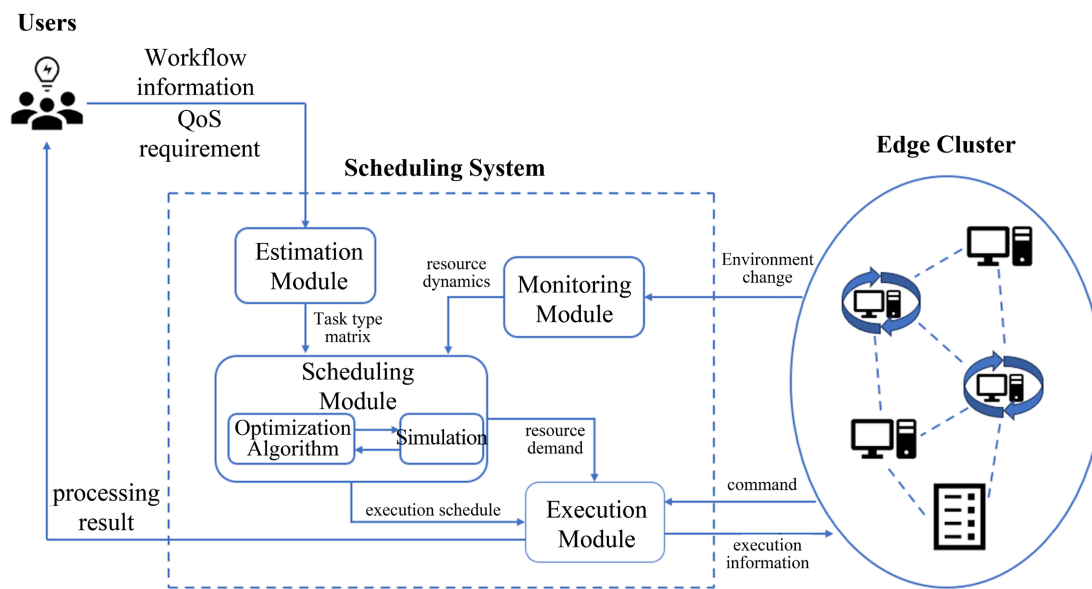 Users
Workflow
information
QoS
requirement
Scheduling System
Edge Cluster
Estimation
Module
resource
dynamics
Monitoring
Module
Environment
change
Task type
matrix
Scheduling
Module
Optimization
Algorithm
Simulation
resource
demand
processing
result
execution schedule
Execution
Module
command
execution
information